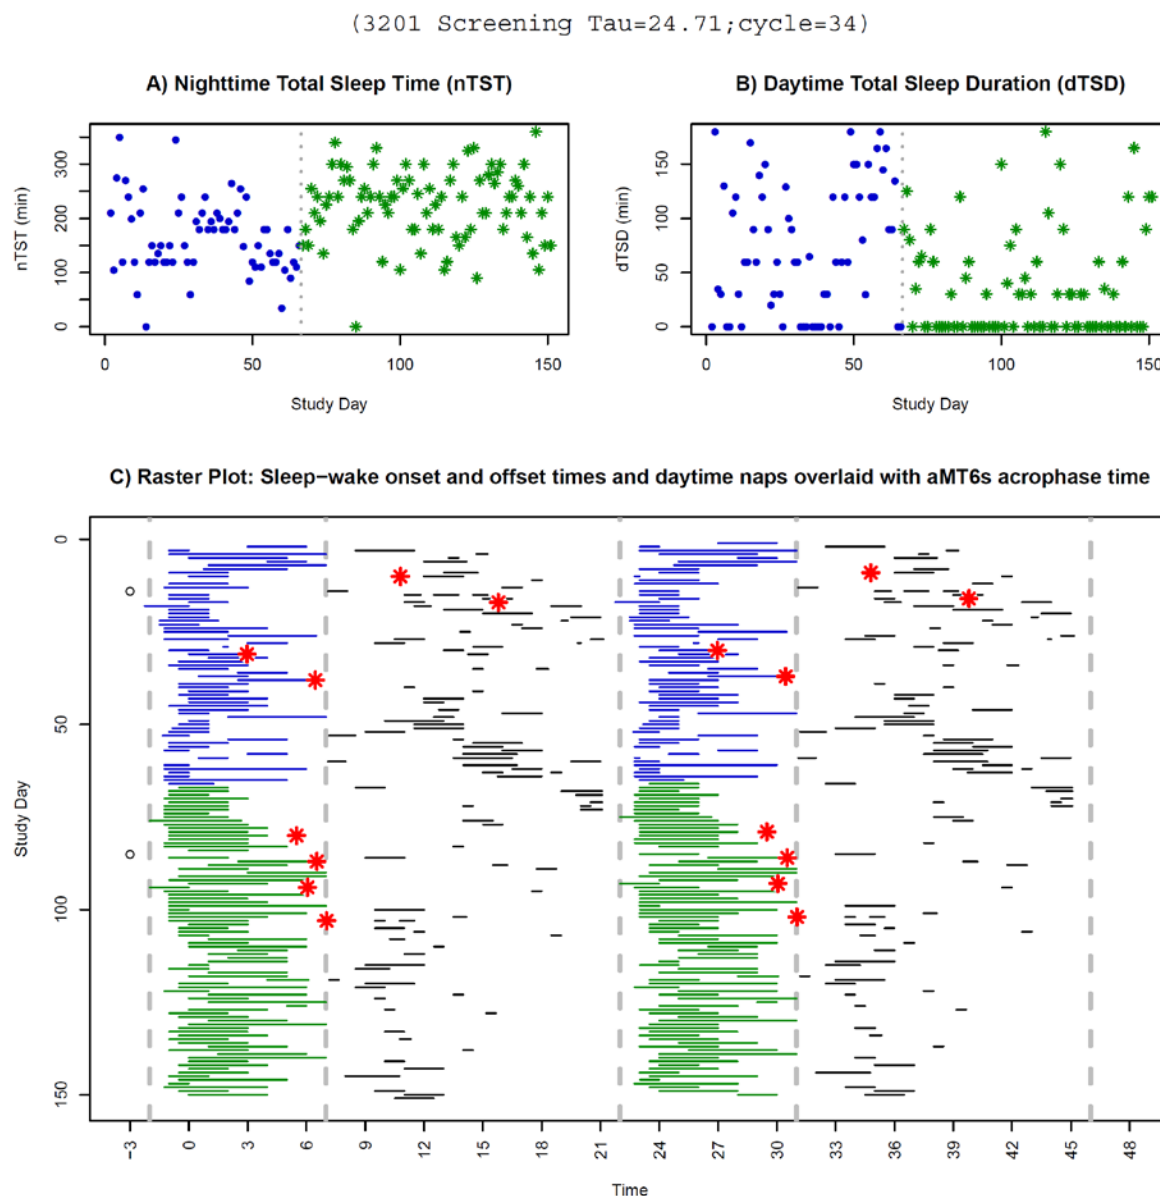 (3201 Screening Tau=24.71;cycle=34)
A) Nighttime Total Sleep Time (nTST)
B) Daytime Total Sleep Duration (dTSD)
nTST (min)
0 100 200 300
0 50 100 150
Study Day
dTSD (min)
0 50 100 150
0 50 100 150
Study Day
C) Raster Plot: Sleep−wake onset and offset times and daytime naps overlaid with aMT6s acrophase time
Study Day
0 50 100 150
−3 0 3 6 9 12 15 18 21 24 27 30 33 36 39 42 45 48
Time